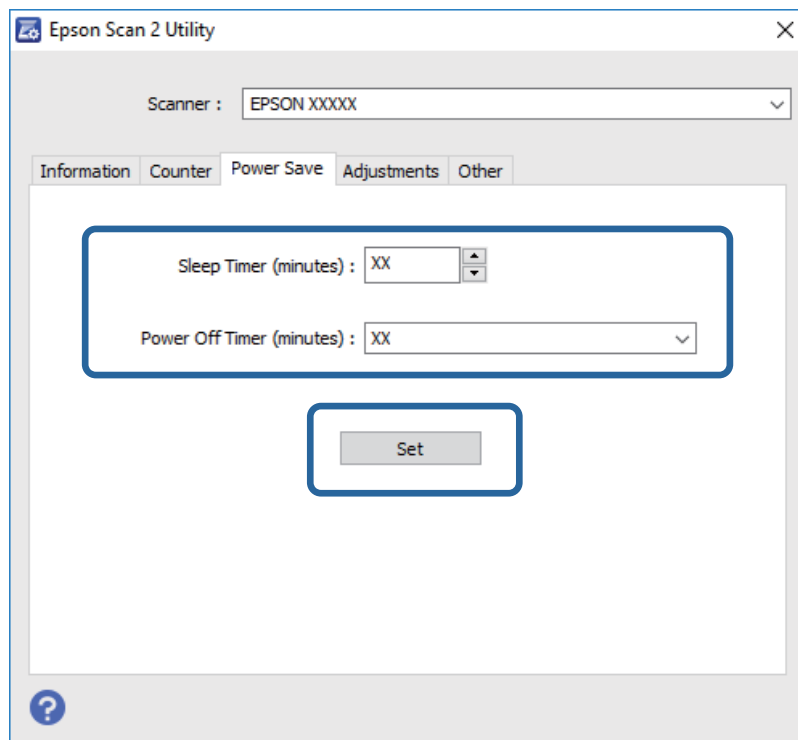 Epson Scan 2 Utility
Scanner : EPSON XXXXX
Information Counter Power Save Adjustments Other
Sleep Timer (minutes) : XX
Power Off Timer (minutes) : XX
Set
?